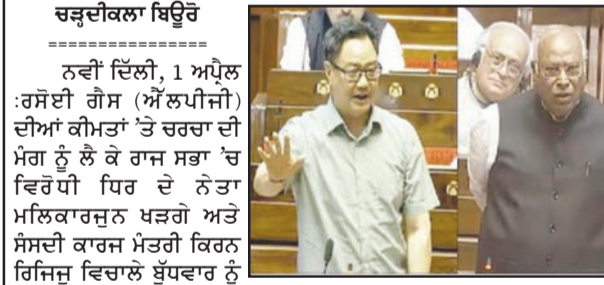 ਚੜ੍ਹਦੀਕਲਾ ਬਿਊਰੋ
================
ਨਵੀਂ ਦਿੱਲੀ, 1 ਅਪ੍ਰੈਲ
:ਰਸੋਈ ਗੈਸ (ਐੱਲਪੀਜੀ)
ਦੀਆਂ ਕੀਮਤਾਂ ’ਤੇ ਚਰਚਾ ਦੀ
ਮੰਗ ਨੂੰ ਲੈ ਕੇ ਰਾਜ ਸਭਾ ’ਚ
ਵਿਰੋਧੀ ਧਿਰ ਦੇ ਨੇਤਾ
ਮਲਿਕਾਰਜੁਨ ਖੜਗੇ ਅਤੇ
ਸੰਸਦੀ ਕਾਰਜ ਮੰਤਰੀ ਕਿਰਨ
ਰਿਜਿਜੂ ਵਿਚਾਲੇ ਬੁੱਧਵਾਰ ਨੂੰ